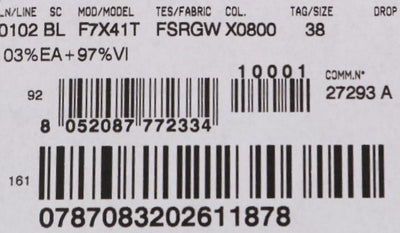 LN/LINE SC MOD/MODEL TES/FABRIC COL. TAG/SIZE DROP
0102 BL F7X41T FSRGW X0800 38
03%EA+97%VI
10001 COMM.N°
92 27293 A
8 052087 772334
161
0787083202611878